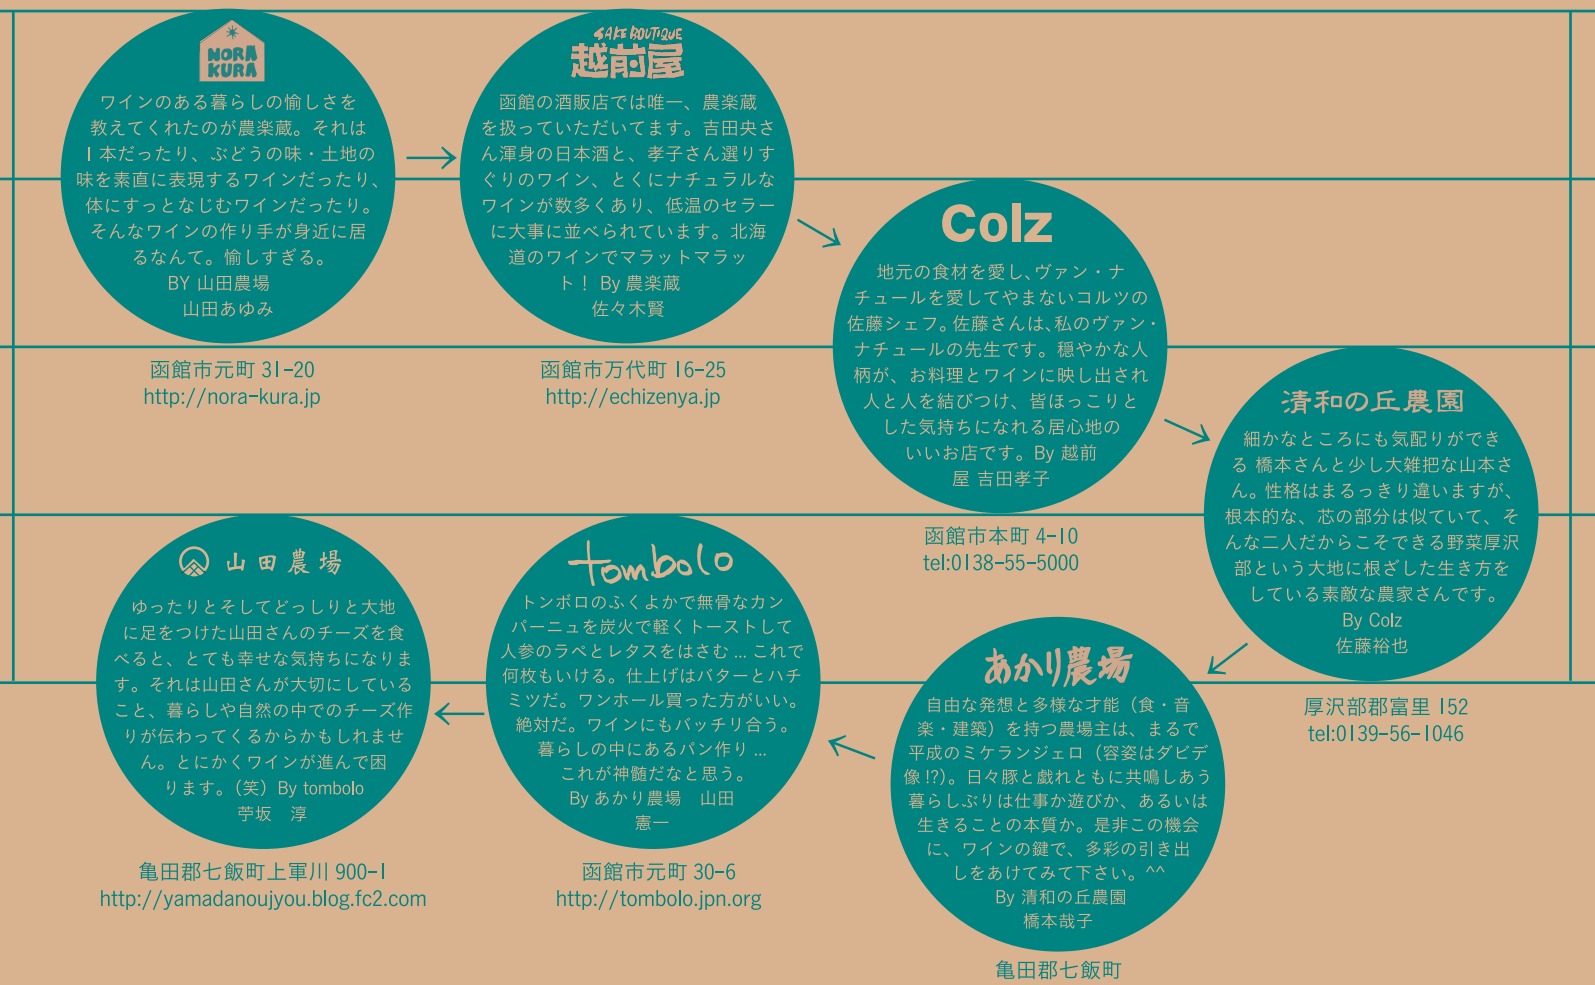 NORA
KURA
ワインのある暮らしの愉しさを
教えてくれたのが農楽蔵。それは
1本だったり、ぶどうの味・土地の
味を素直に表現するワインだったり、
体にすっとなじむワインだったり。
そんなワインの作り手が身近に居
るなんて。愉しすぎる。
BY 山田農場
山田あゆみ
函館市元町 31-20
http://nora-kura.jp
SAKE BOUTIQUE
越前屋
函館の酒販店では唯一、農楽蔵
を扱っていただいてます。吉田央さ
ん渾身の日本酒と、孝子さん選りす
ぐりのワイン、とくにナチュラルな
ワインが数多くあり、低温のセラー
に大事に並べられています。北海
道のワインでマラットマラッ
ト！ By 農楽蔵
佐々木賢
函館市万代町 16-25
http://echizenya.jp
Colz
地元の食材を愛し、ヴァン・ナ
チュールを愛してやまないコルツの
佐藤シェフ。佐藤さんは、私のヴァン・
ナチュールの先生です。穏やかな人
柄が、お料理とワインに映し出され
人と人を結びつけ、皆ほっこりと
した気持ちになれる居心地の
いいお店です。By 越前
屋 吉田孝子
函館市本町 4-10
tel:0138-55-5000
清和の丘農園
細かなところにも気配りができ
る 橋本さんと少し大雑把な山本さ
ん。性格はまるっきり違いますが、
根本的な、芯の部分は似ていて、そ
んな二人だからこそできる野菜厚沢
部という大地に根ざした生き方を
している素敵な農家さんです。
By Colz
佐藤裕也
厚沢部郡富里 152
tel:0139-56-1046
あかり農場
自由な発想と多様な才能（食・音
楽・建築）を持つ農場主は、まるで
平成のミケランジェロ（容姿はダビデ
像!?）。日々豚と戯れともに共鳴しあう
暮らしぶりは仕事か遊びか、あるいは
生きることの本質か。是非この機会
に、ワインの鍵で、多彩の引き出
しをあけてみて下さい。^^
By 清和の丘農園
橋本哉子
亀田郡七飯町
tombolo
トンボロのふくよかで無骨なカン
パーニュを炭火で軽くトーストして
人参のラペとレタスをはさむ ... これで
何枚もいける。仕上げはバターとハチ
ミツだ。ワンホール買った方がいい。
絶対だ。ワインにもバッチリ合う。
暮らしの中にあるパン作り ...
これが神髄だなと思う。
By あかり農場　山田
憲一
函館市元町 30-6
http://tombolo.jpn.org
山田農場
ゆったりとそしてどっしりと大地
に足をつけた山田さんのチーズを食
べると、とても幸せな気持ちになりま
す。それは山田さんが大切にしている
こと、暮らしや自然の中でのチーズ作
りが伝わってくるからかもしれませ
ん。とにかくワインが進んで困
ります。（笑）By tombolo
苧坂　淳
亀田郡七飯町上軍川 900-1
http://yamadanoujyou.blog.fc2.com